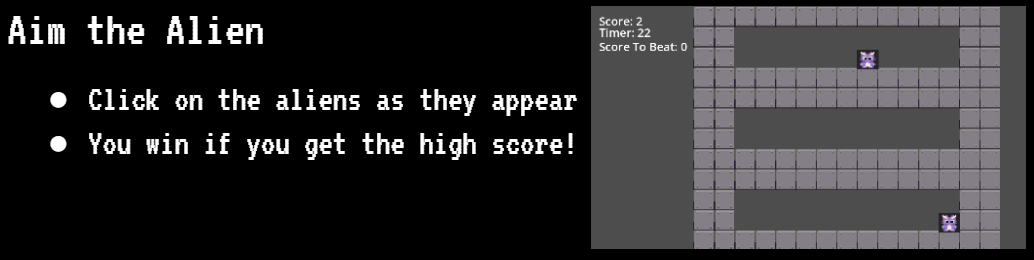 Aim the Alien
● Click on the aliens as they appear
● You win if you get the high score!
Score: 2
Timer: 22
Score To Beat: 0